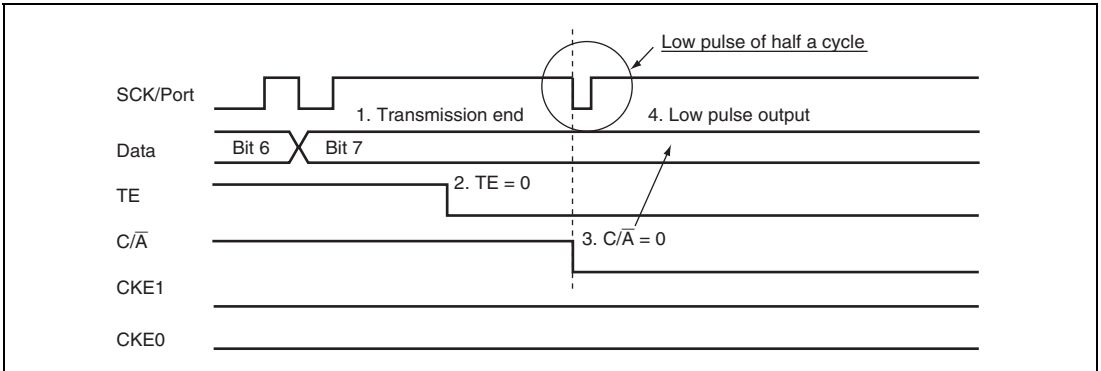 Low pulse of half a cycle
SCK/Port
1. Transmission end
4. Low pulse output
Data
Bit 6
Bit 7
TE
2. TE = 0
C/A̅
3. C/A̅ = 0
CKE1
CKE0